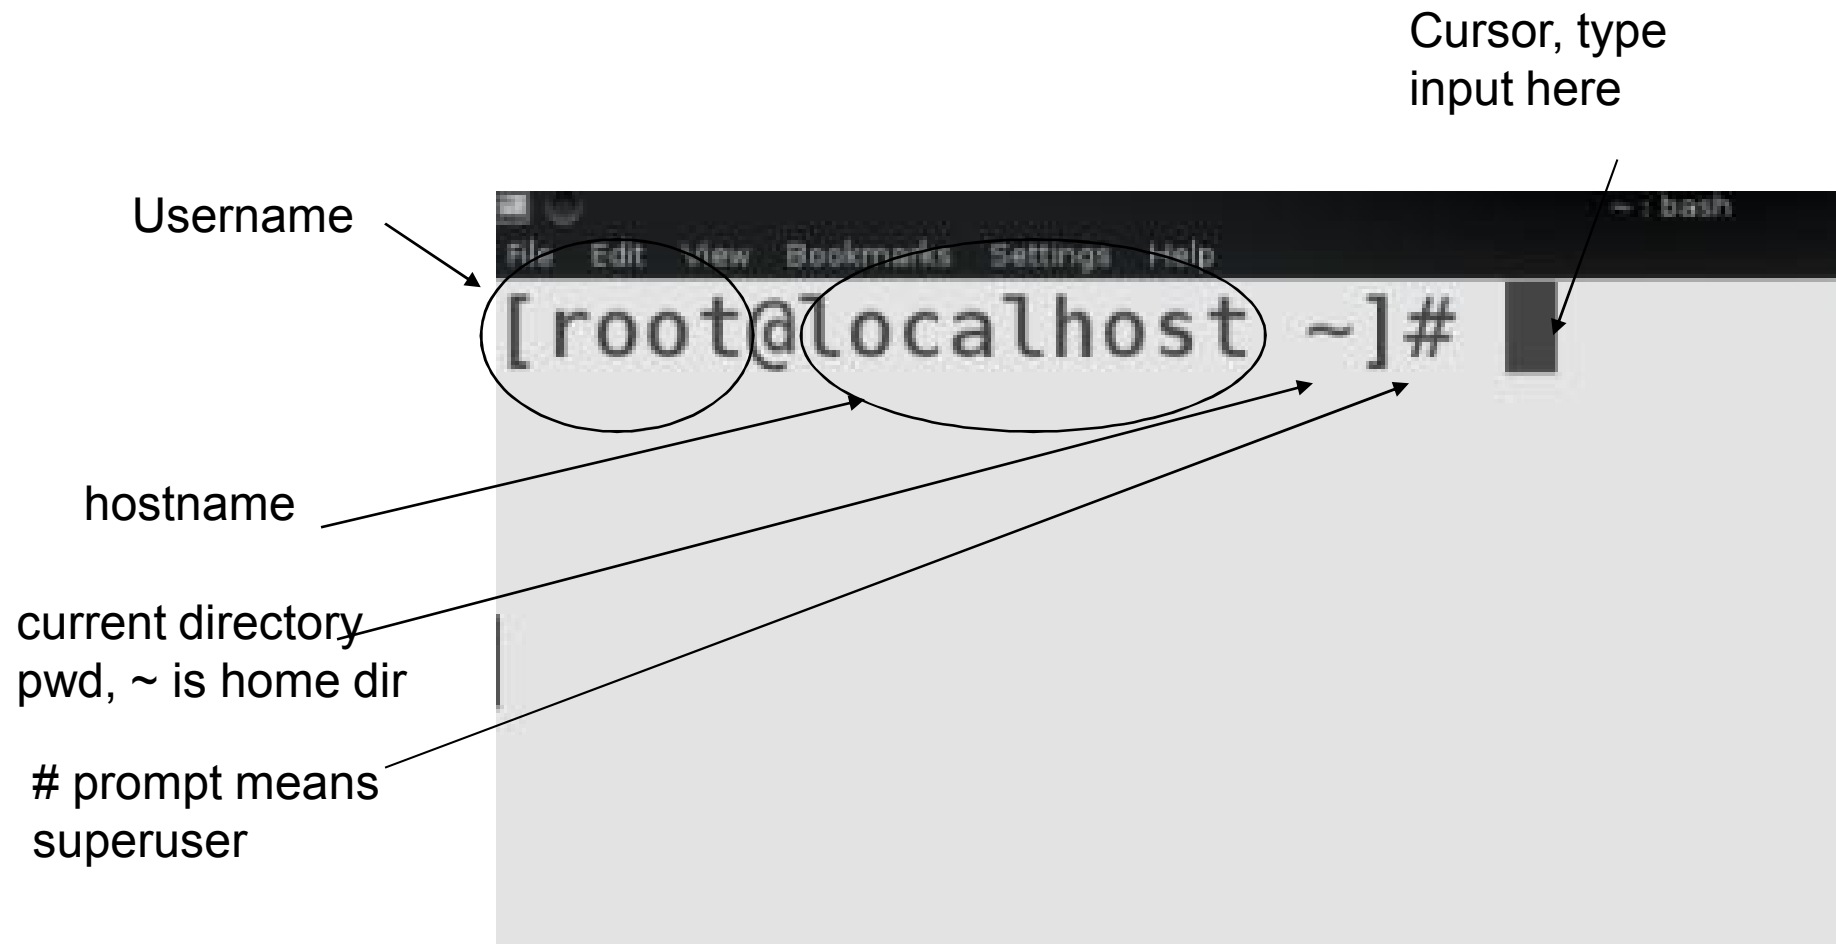 Cursor, type
input here
Username
~ : bash
File Edit View Bookmarks Settings Help
[root@localhost ~]#
hostname
current directory
pwd, ~ is home dir
# prompt means
superuser